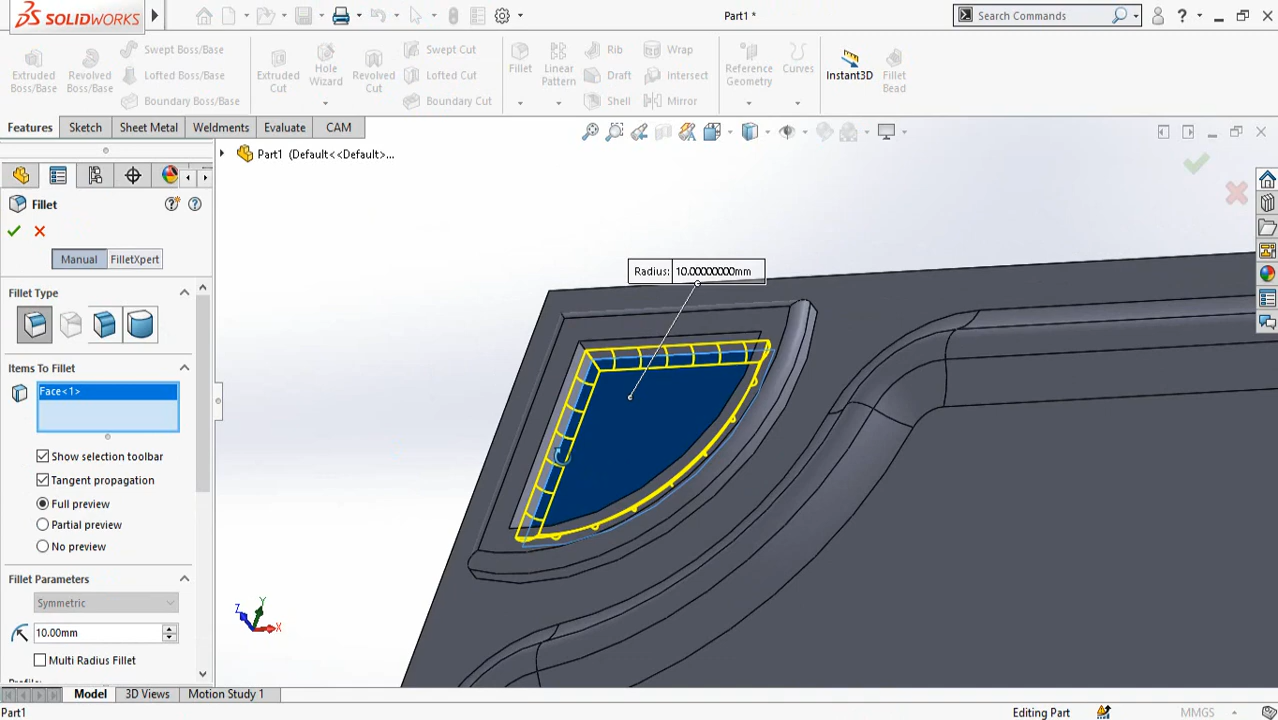 SOLIDWORKS
Part1 *
Search Commands
?
Extruded Boss/Base
Revolved Boss/Base
Swept Boss/Base
Lofted Boss/Base
Boundary Boss/Base
Extruded Cut
Hole Wizard
Revolved Cut
Swept Cut
Lofted Cut
Boundary Cut
Fillet
Linear Pattern
Rib
Draft
Shell
Wrap
Intersect
Mirror
Reference Geometry
Curves
Instant3D
Fillet Bead
Features
Sketch
Sheet Metal
Weldments
Evaluate
CAM
Part1 (Default<<Default>...
Fillet
Manual
FilletXpert
Fillet Type
Items To Fillet
Face<1>
Show selection toolbar
Tangent propagation
Full preview
Partial preview
No preview
Fillet Parameters
Symmetric
10.00mm
Multi Radius Fillet
Radius: 10.00000000mm
Y
Z
X
Model
3D Views
Motion Study 1
Part1
Editing Part
MMGS